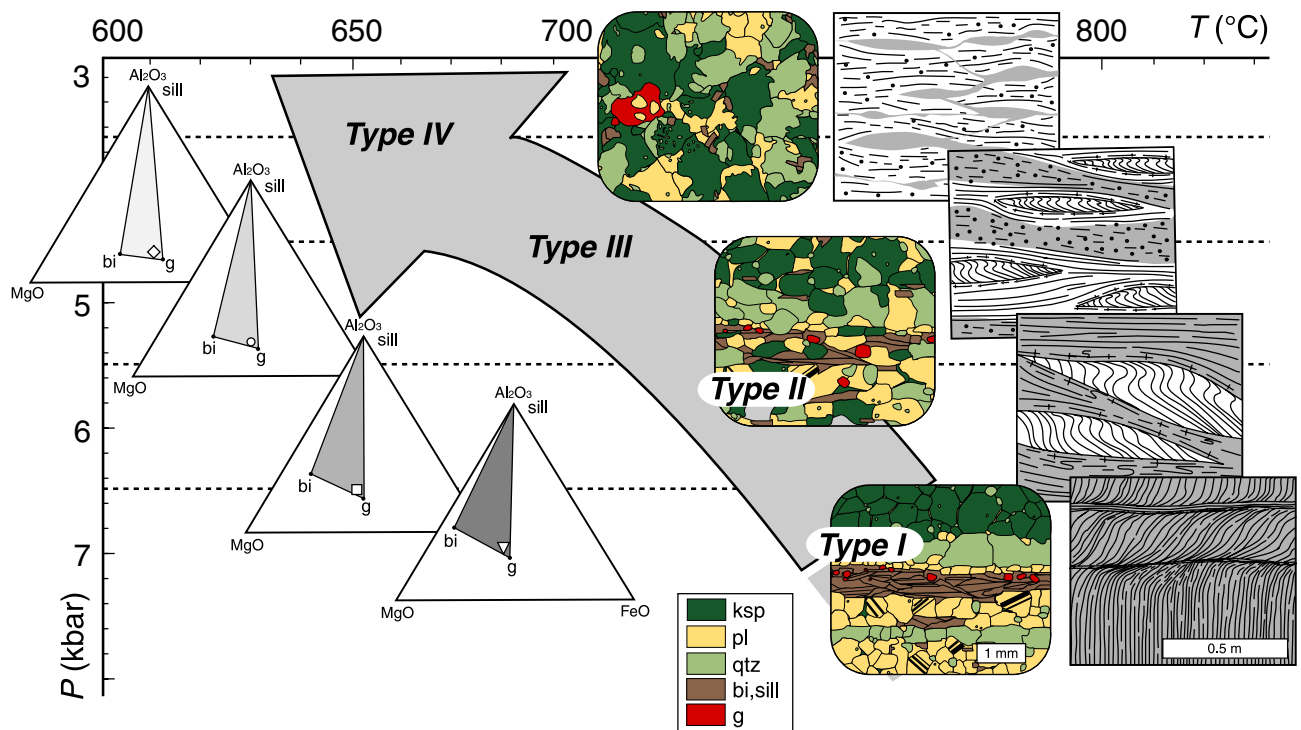 600 650 700 800 T (°C)
3
5
6
7
P (kbar)
Al₂O₃
sill
bi
g
MgO
Al₂O₃
sill
bi
g
MgO
Al₂O₃
sill
bi
g
MgO
Al₂O₃
sill
bi
g
MgO
FeO
Type IV
Type III
Type II
Type I
1 mm
0.5 m
ksp
pl
qtz
bi,sill
g